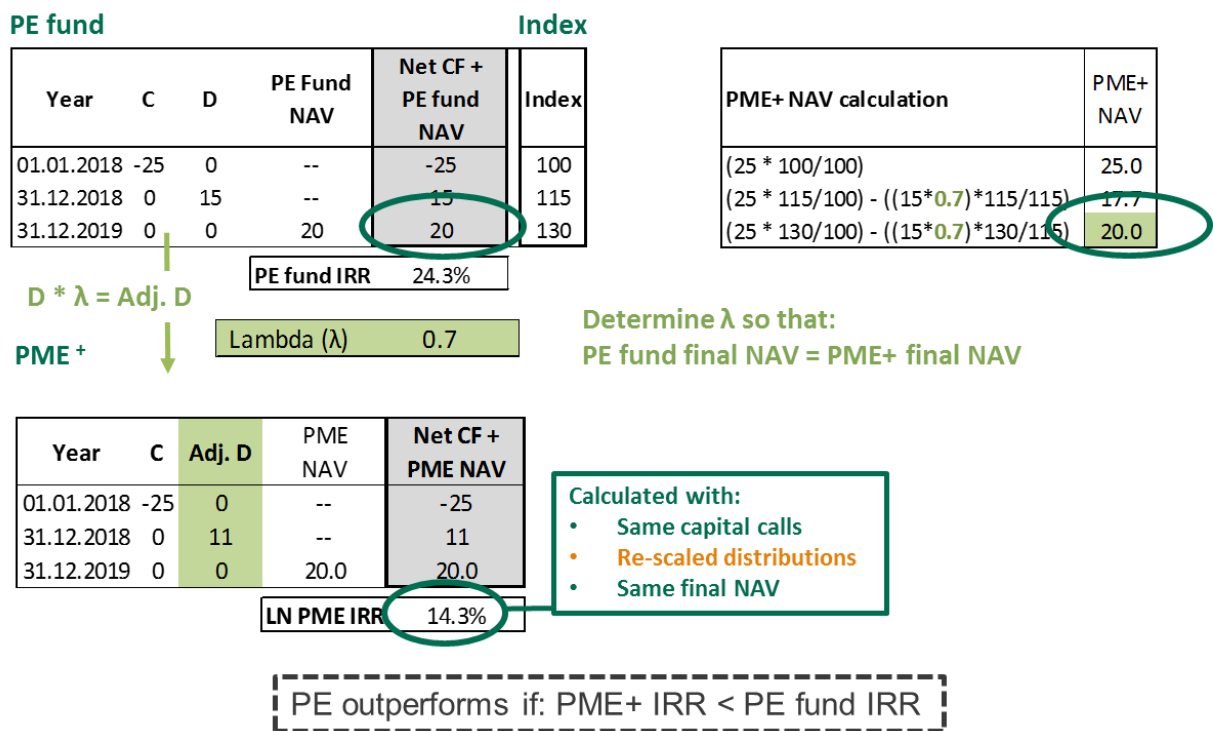 PE fund
Index
Year C D PE Fund NAV Net CF + PE fund NAV Index
01.01.2018 -25 0 -- -25 100
31.12.2018 0 15 -- 15 115
31.12.2019 0 0 20 20 130
PE fund IRR 24.3%
PME+ NAV calculation PME+ NAV
(25 * 100/100) 25.0
(25 * 115/100) - ((15*0.7)*115/115) 17.7
(25 * 130/100) - ((15*0.7)*130/115) 20.0
D * λ = Adj. D
Lambda (λ) 0.7
PME +
Determine λ so that:
PE fund final NAV = PME+ final NAV
Year C Adj. D PME NAV Net CF + PME NAV
01.01.2018 -25 0 -- -25
31.12.2018 0 11 -- 11
31.12.2019 0 0 20.0 20.0
LN PME IRR 14.3%
Calculated with:
• Same capital calls
• Re-scaled distributions
• Same final NAV
PE outperforms if: PME+ IRR < PE fund IRR